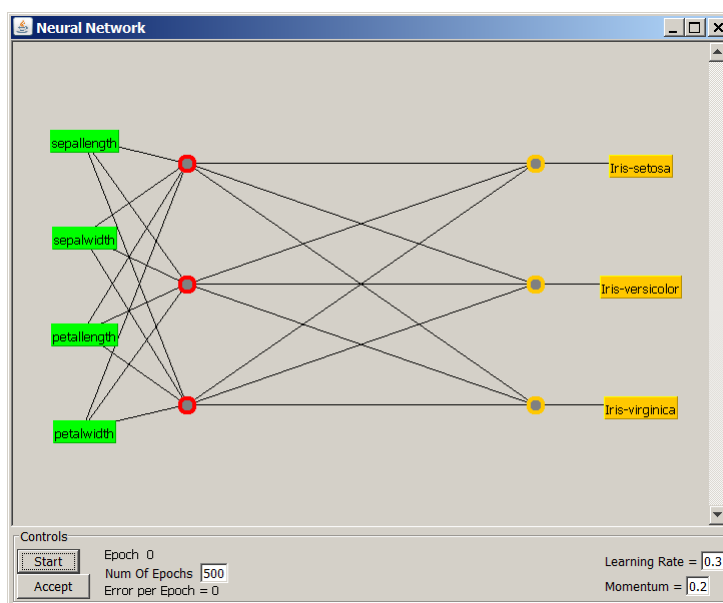 Neural Network
sepallength
sepalwidth
petallength
petalwidth
Iris-setosa
Iris-versicolor
Iris-virginica
Controls
Start
Accept
Epoch 0
Num Of Epochs 500
Error per Epoch = 0
Learning Rate = 0.3
Momentum = 0.2